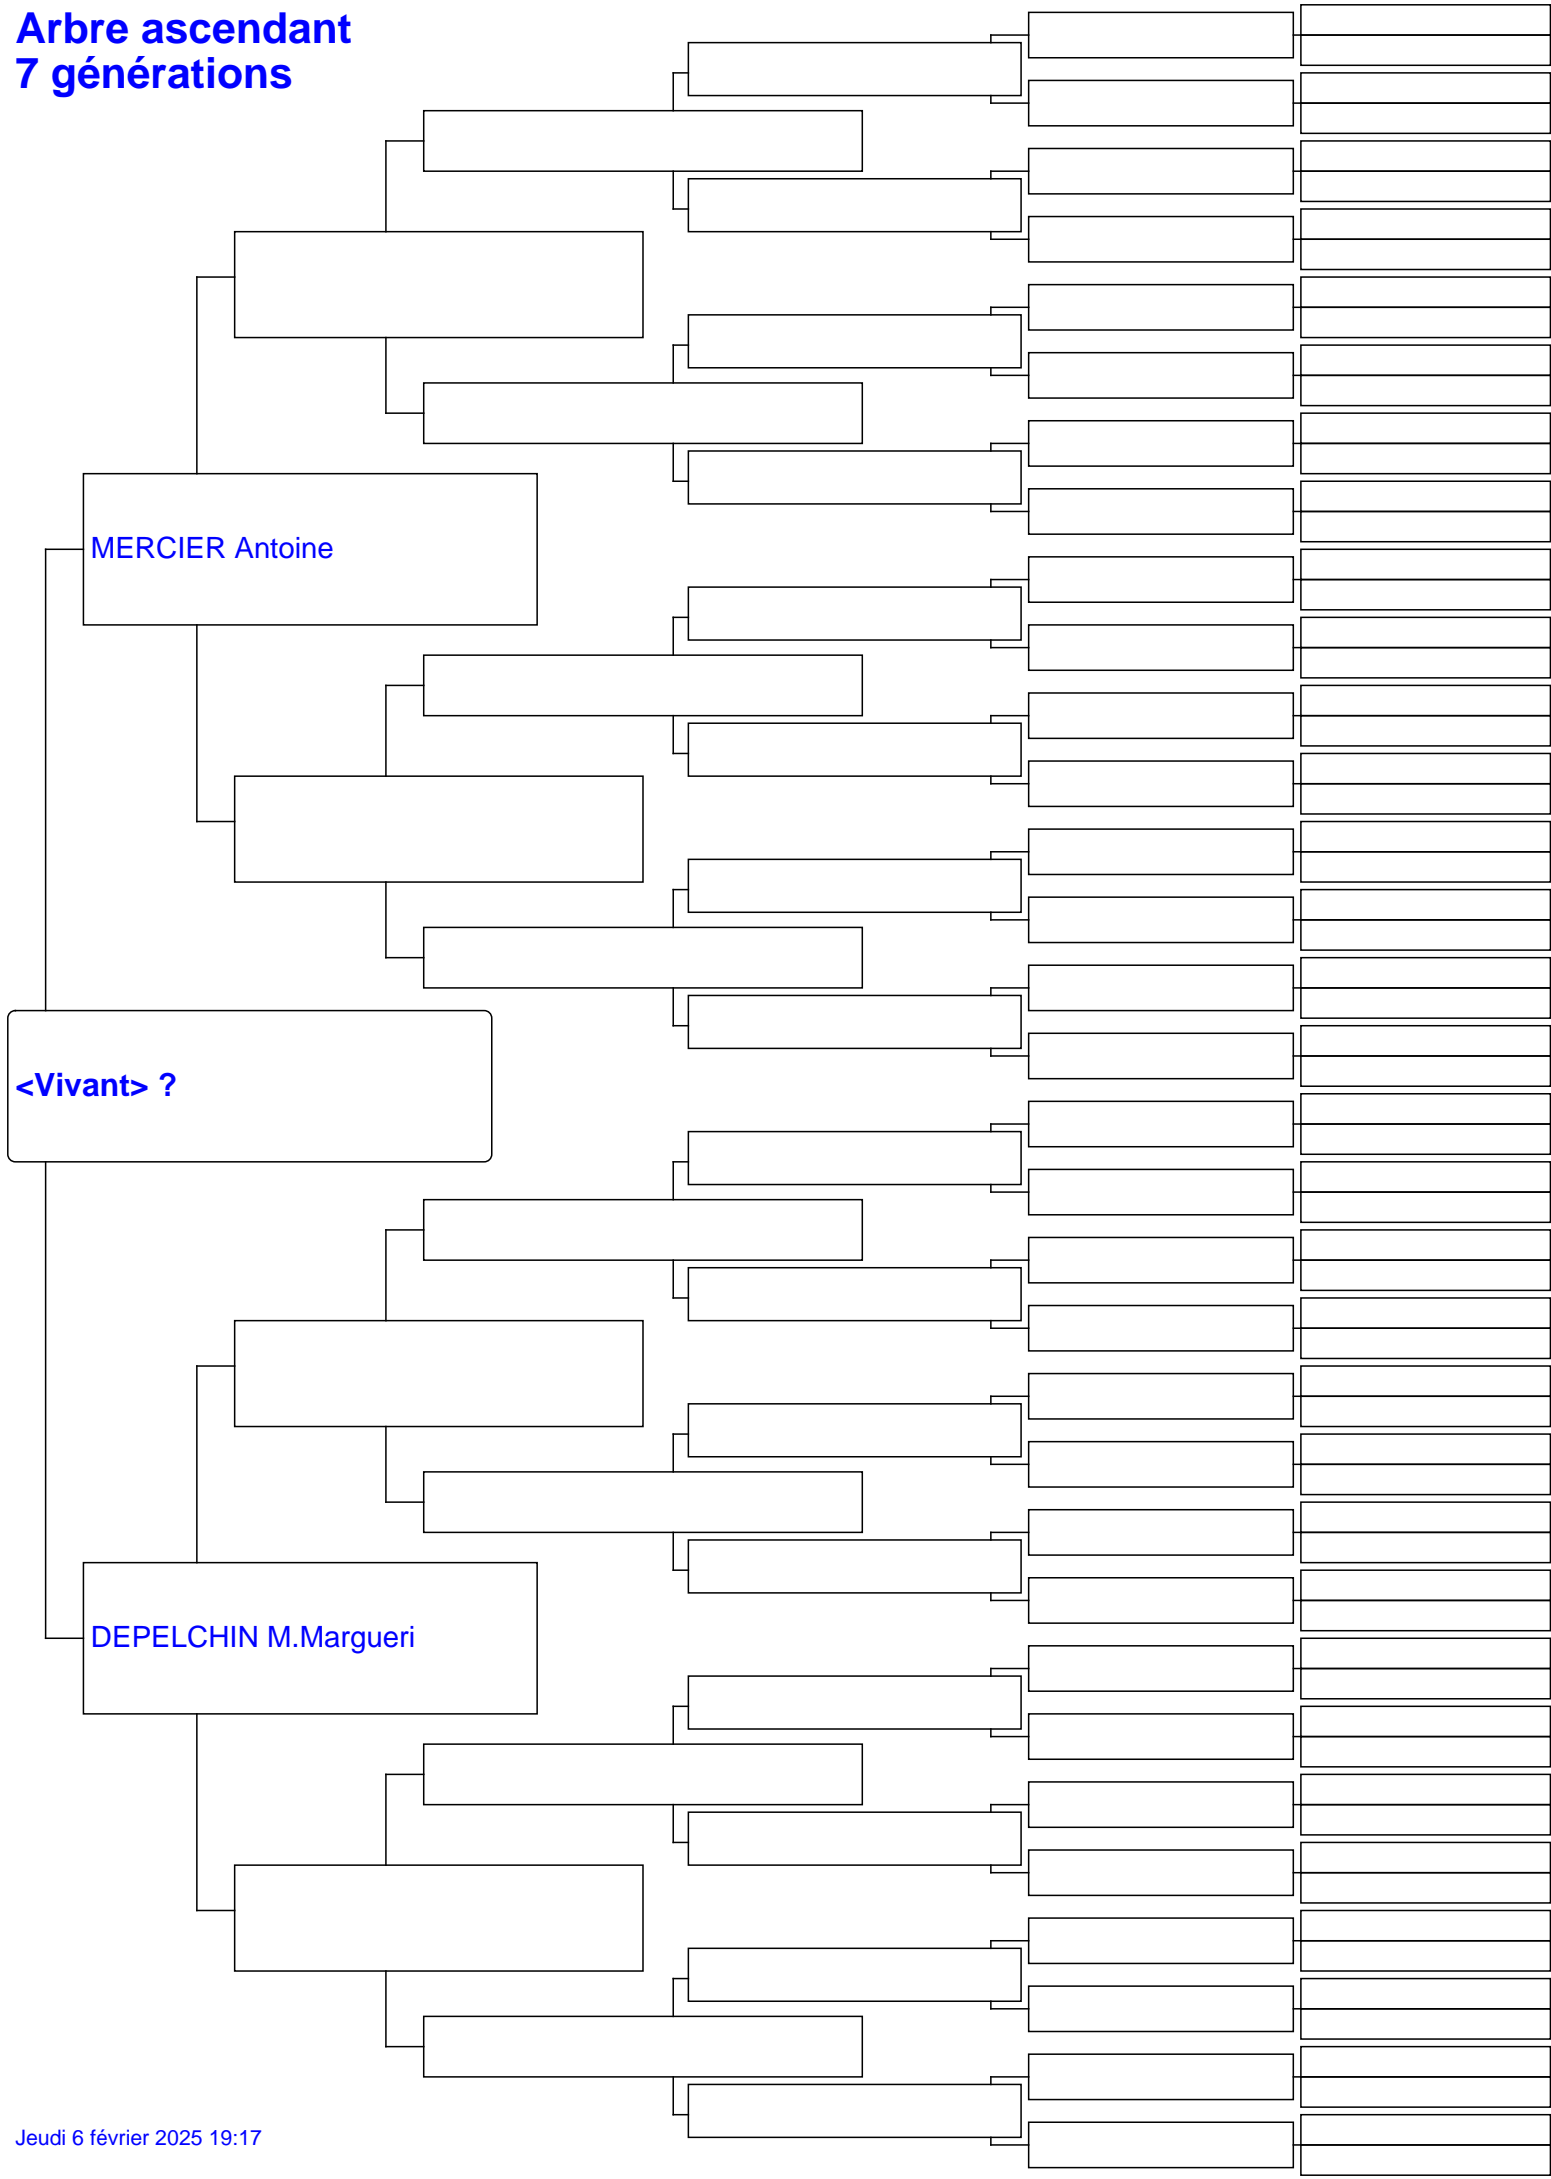 Arbre ascendant
7 générations
MERCIER Antoine
<Vivant> ?
DEPELCHIN M.Margueri
Jeudi 6 février 2025 19:17